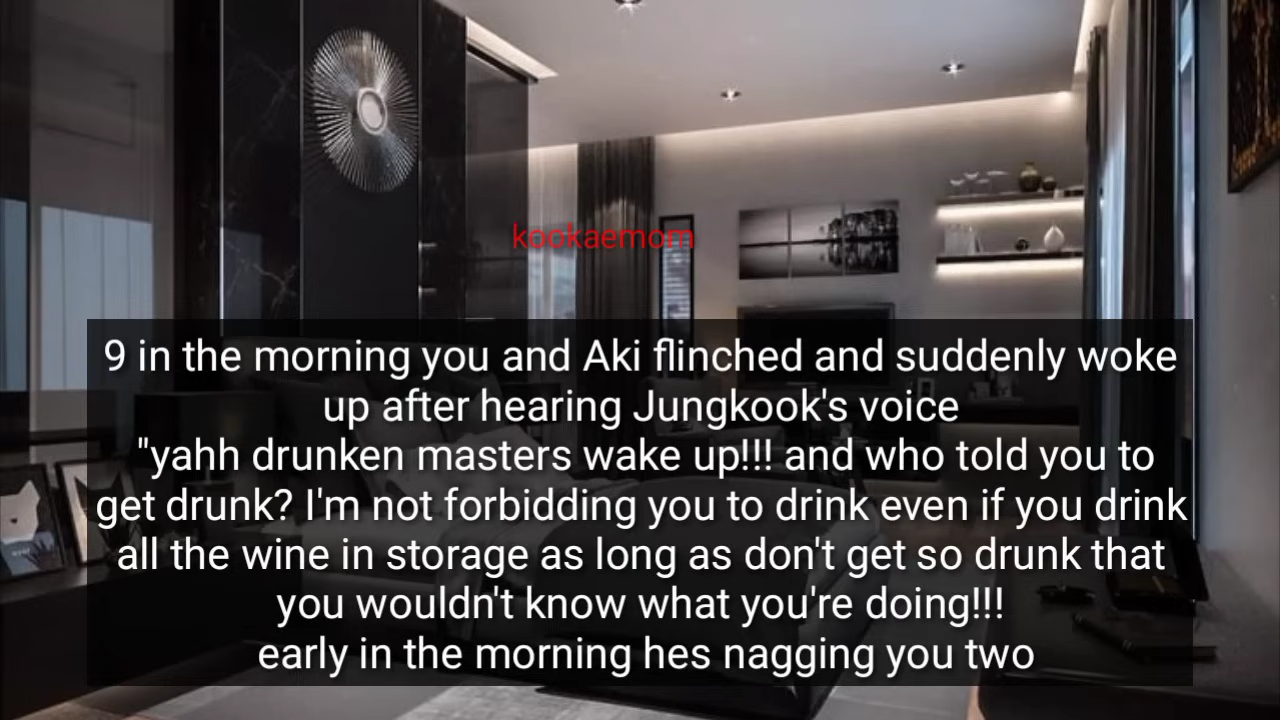 kookaemom
9 in the morning you and Aki flinched and suddenly woke
up after hearing Jungkook's voice
"yahh drunken masters wake up!!! and who told you to
get drunk? I'm not forbidding you to drink even if you drink
all the wine in storage as long as don't get so drunk that
you wouldn't know what you're doing!!!
early in the morning hes nagging you two